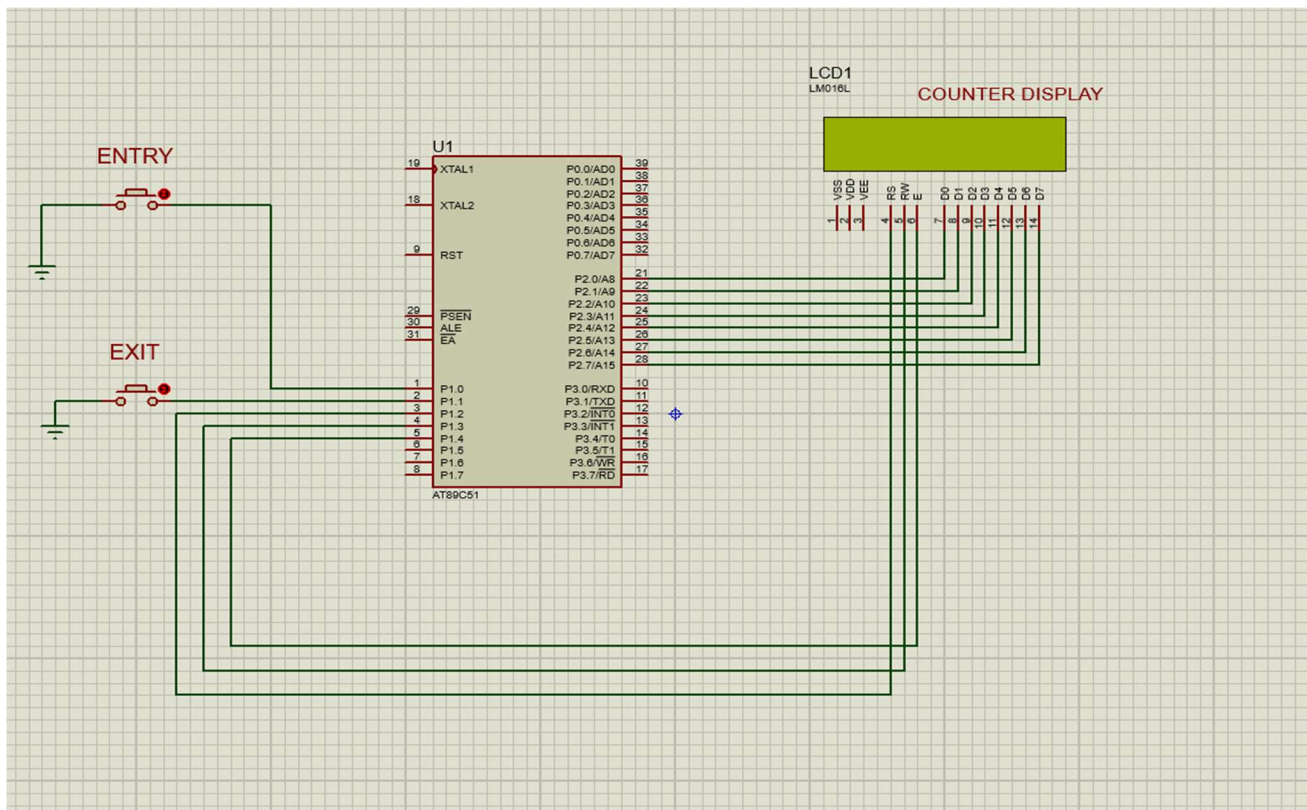 LCD1
LM016L
COUNTER DISPLAY
ENTRY
EXIT
U1
19 XTAL1
18 XTAL2
9 RST
29 PSEN
30 ALE
31 EA
1 P1.0
2 P1.1
3 P1.2
4 P1.3
5 P1.4
6 P1.5
7 P1.6
8 P1.7
P0.0/AD0 39
P0.1/AD1 38
P0.2/AD2 37
P0.3/AD3 36
P0.4/AD4 35
P0.5/AD5 34
P0.6/AD6 33
P0.7/AD7 32
P2.0/A8 21
P2.1/A9 22
P2.2/A10 23
P2.3/A11 24
P2.4/A12 25
P2.5/A13 26
P2.6/A14 27
P2.7/A15 28
P3.0/RXD 10
P3.1/TXD 11
P3.2/INT0 12
P3.3/INT1 13
P3.4/T0 14
P3.5/T1 15
P3.6/WR 16
P3.7/RD 17
AT89C51
1 VSS
2 VDD
3 VEE
4 RS
5 RW
6 E
7 D0
8 D1
9 D2
10 D3
11 D4
12 D5
13 D6
14 D7